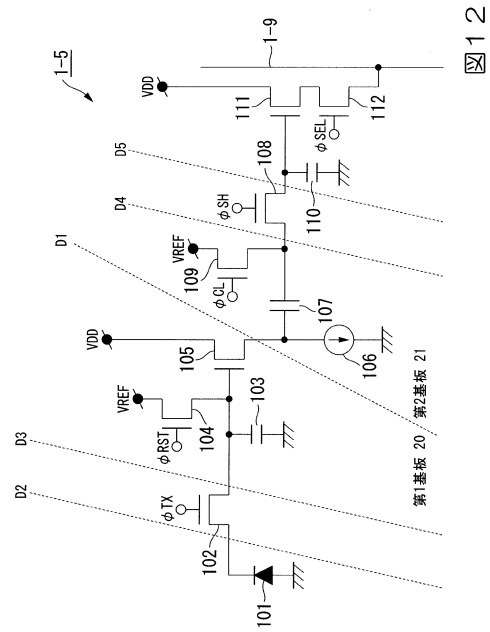 図12
1-5
1-9
VDD
111
112
φSEL
D5
108
φSH
110
D4
VREF
109
φCL
107
D1
VDD
105
106
第2基板 21
VREF
104
φRST
103
第1基板 20
D3
D2
φTX
102
101